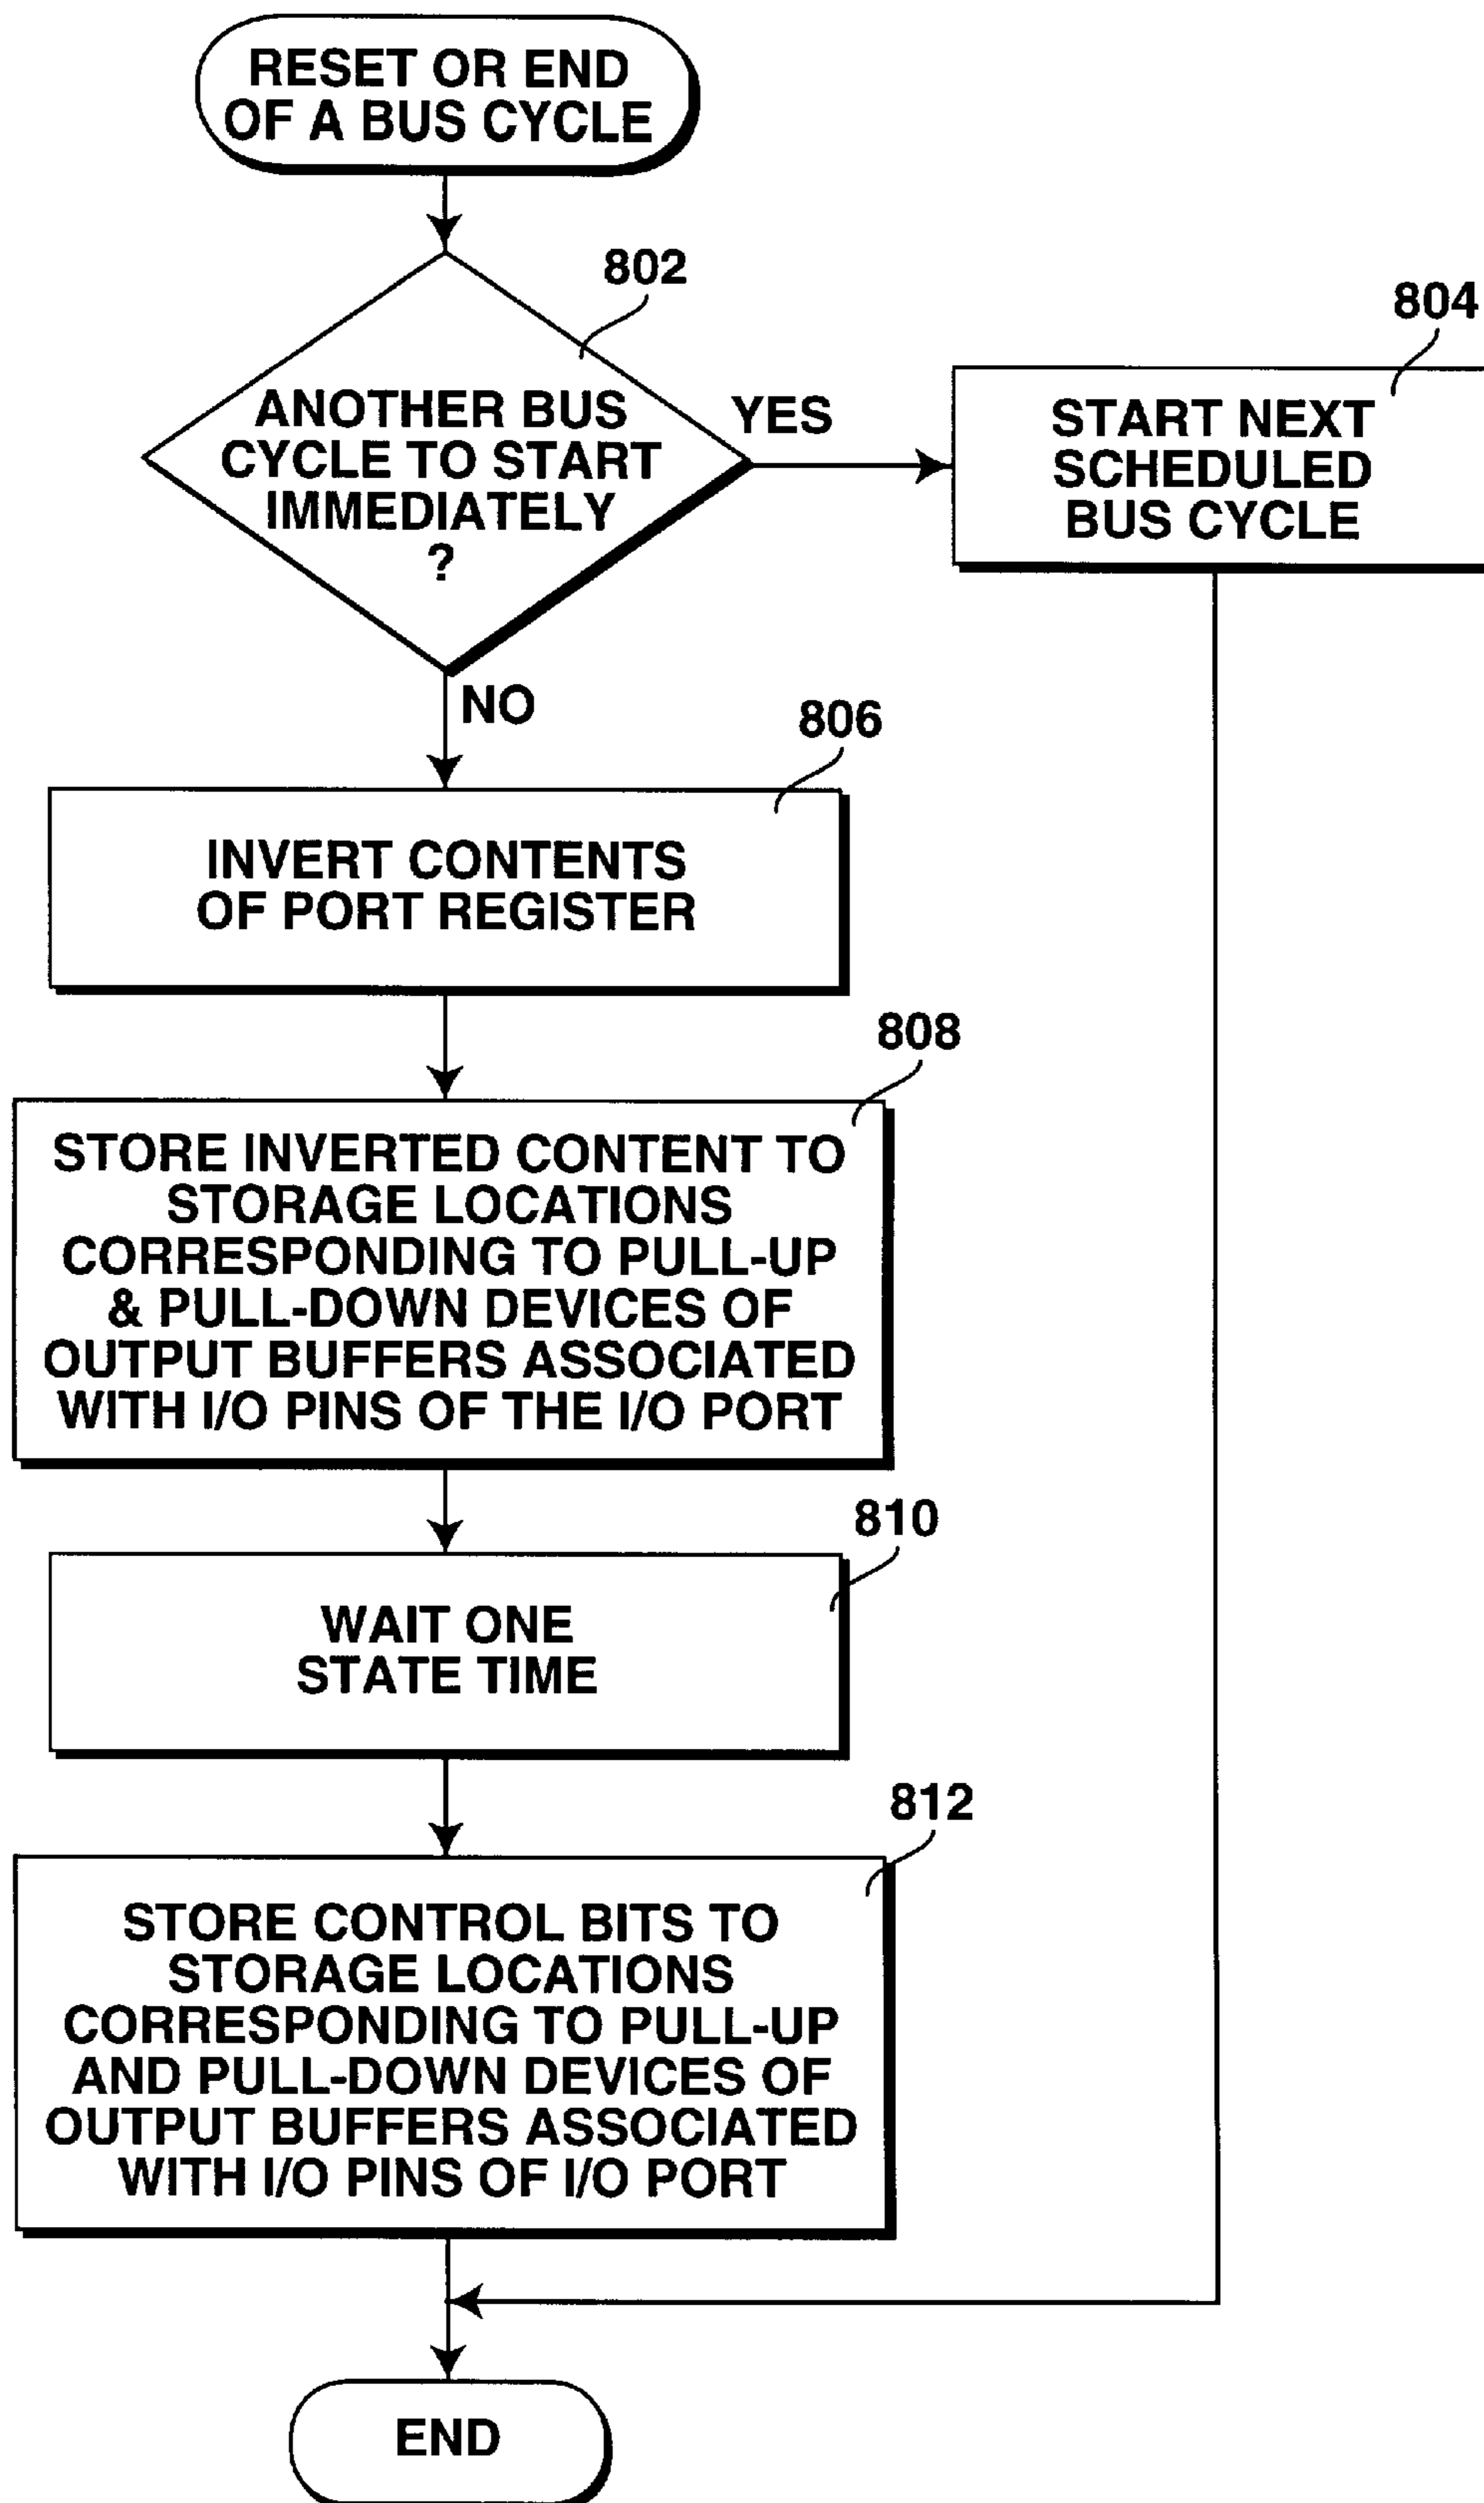 RESET OR END
OF A BUS CYCLE
802
804
ANOTHER BUS
CYCLE TO START
IMMEDIATELY
?
YES
START NEXT
SCHEDULED
BUS CYCLE
NO
806
INVERT CONTENTS
OF PORT REGISTER
808
STORE INVERTED CONTENT TO
STORAGE LOCATIONS
CORRESPONDING TO PULL-UP
& PULL-DOWN DEVICES OF
OUTPUT BUFFERS ASSOCIATED
WITH I/O PINS OF THE I/O PORT
810
WAIT ONE
STATE TIME
812
STORE CONTROL BITS TO
STORAGE LOCATIONS
CORRESPONDING TO PULL-UP
AND PULL-DOWN DEVICES OF
OUTPUT BUFFERS ASSOCIATED
WITH I/O PINS OF I/O PORT
END